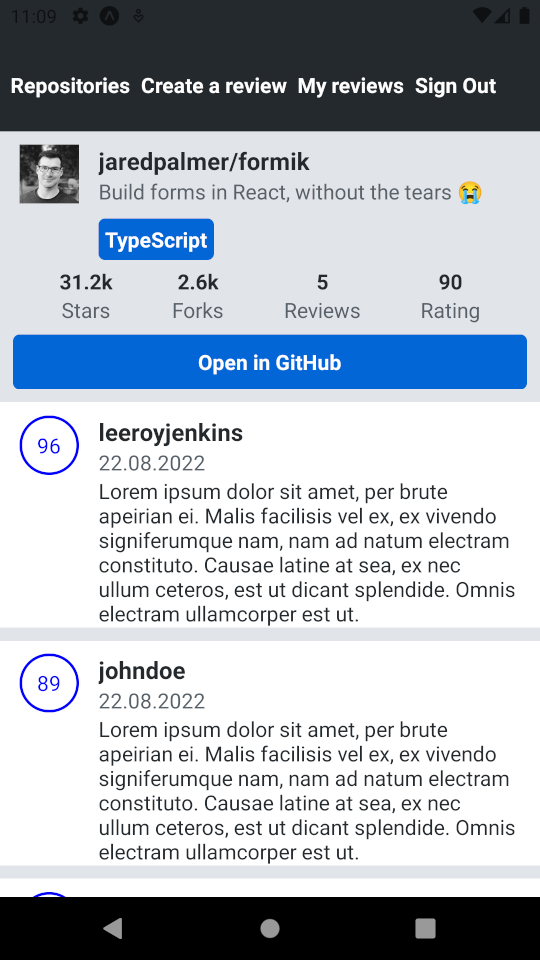 11:09
Repositories Create a review My reviews Sign Out
jaredpalmer/formik
Build forms in React, without the tears 😭
TypeScript
31.2k 2.6k 5 90
Stars Forks Reviews Rating
Open in GitHub
96 leeroyjenkins
22.08.2022
Lorem ipsum dolor sit amet, per brute
apeirian ei. Malis facilisis vel ex, ex vivendo
signiferumque nam, nam ad natum electram
constituto. Causae latine at sea, ex nec
ullum ceteros, est ut dicant splendide. Omnis
electram ullamcorper est ut.
89 johndoe
22.08.2022
Lorem ipsum dolor sit amet, per brute
apeirian ei. Malis facilisis vel ex, ex vivendo
signiferumque nam, nam ad natum electram
constituto. Causae latine at sea, ex nec
ullum ceteros, est ut dicant splendide. Omnis
electram ullamcorper est ut.